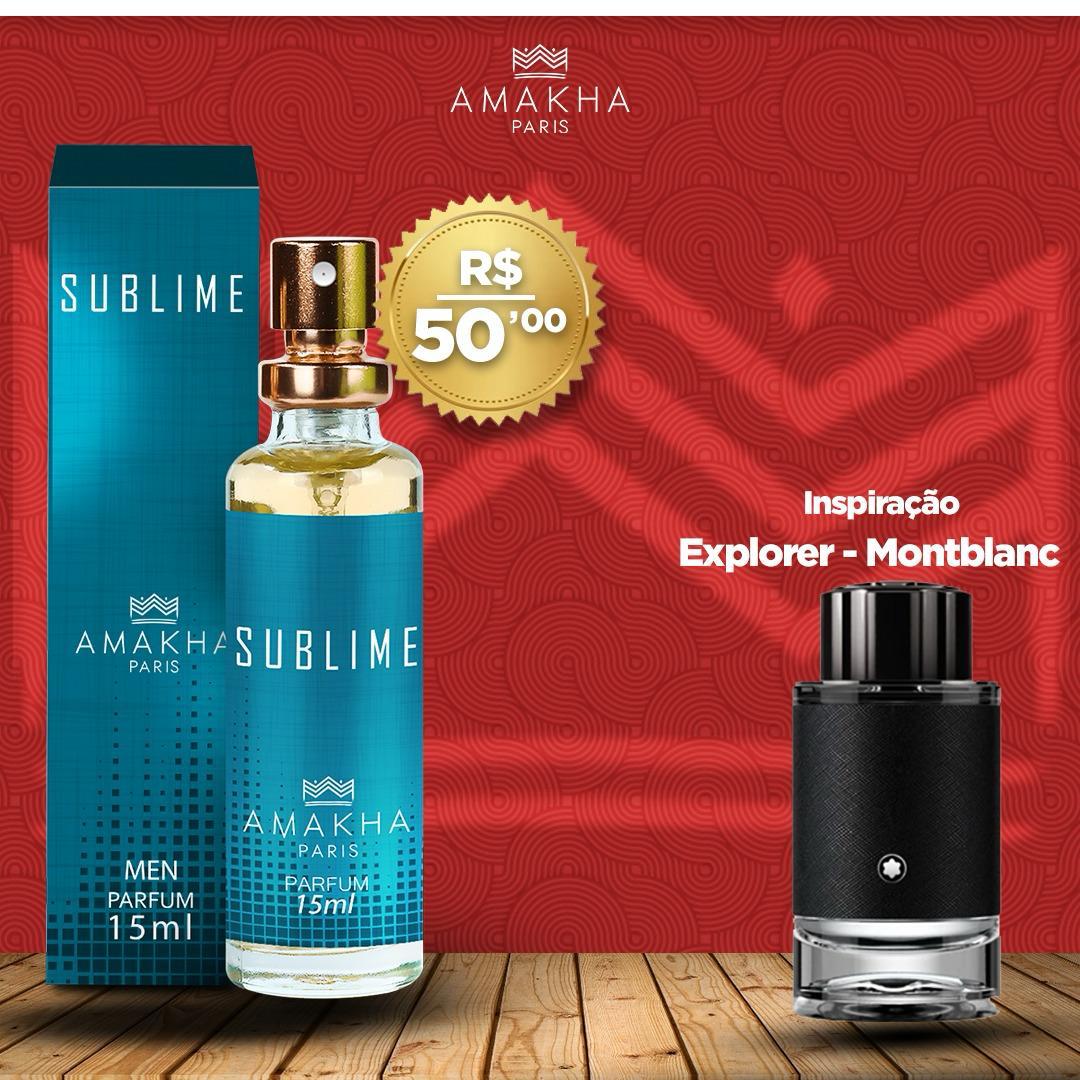 AMAKHA
PARIS
SUBLIME
R$
50,00
Inspiração
Explorer - Montblanc
AMAKHA
PARIS
SUBLIME
AMAKHA
PARIS
MEN
PARFUM
15ml
PARFUM
15ml